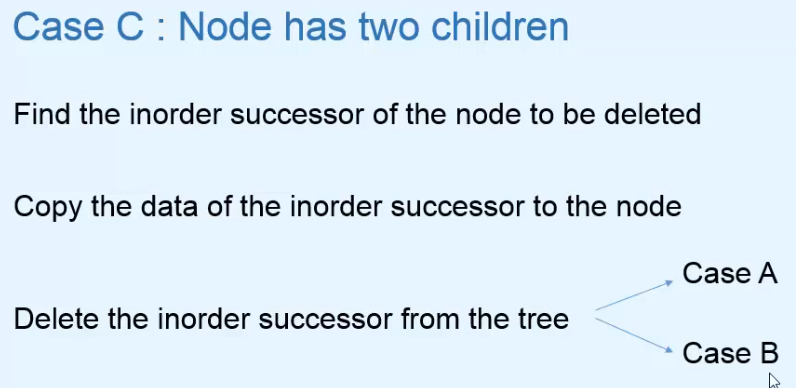 Case C : Node has two children
Find the inorder successor of the node to be deleted
Copy the data of the inorder successor to the node
Case A
Delete the inorder successor from the tree
Case B